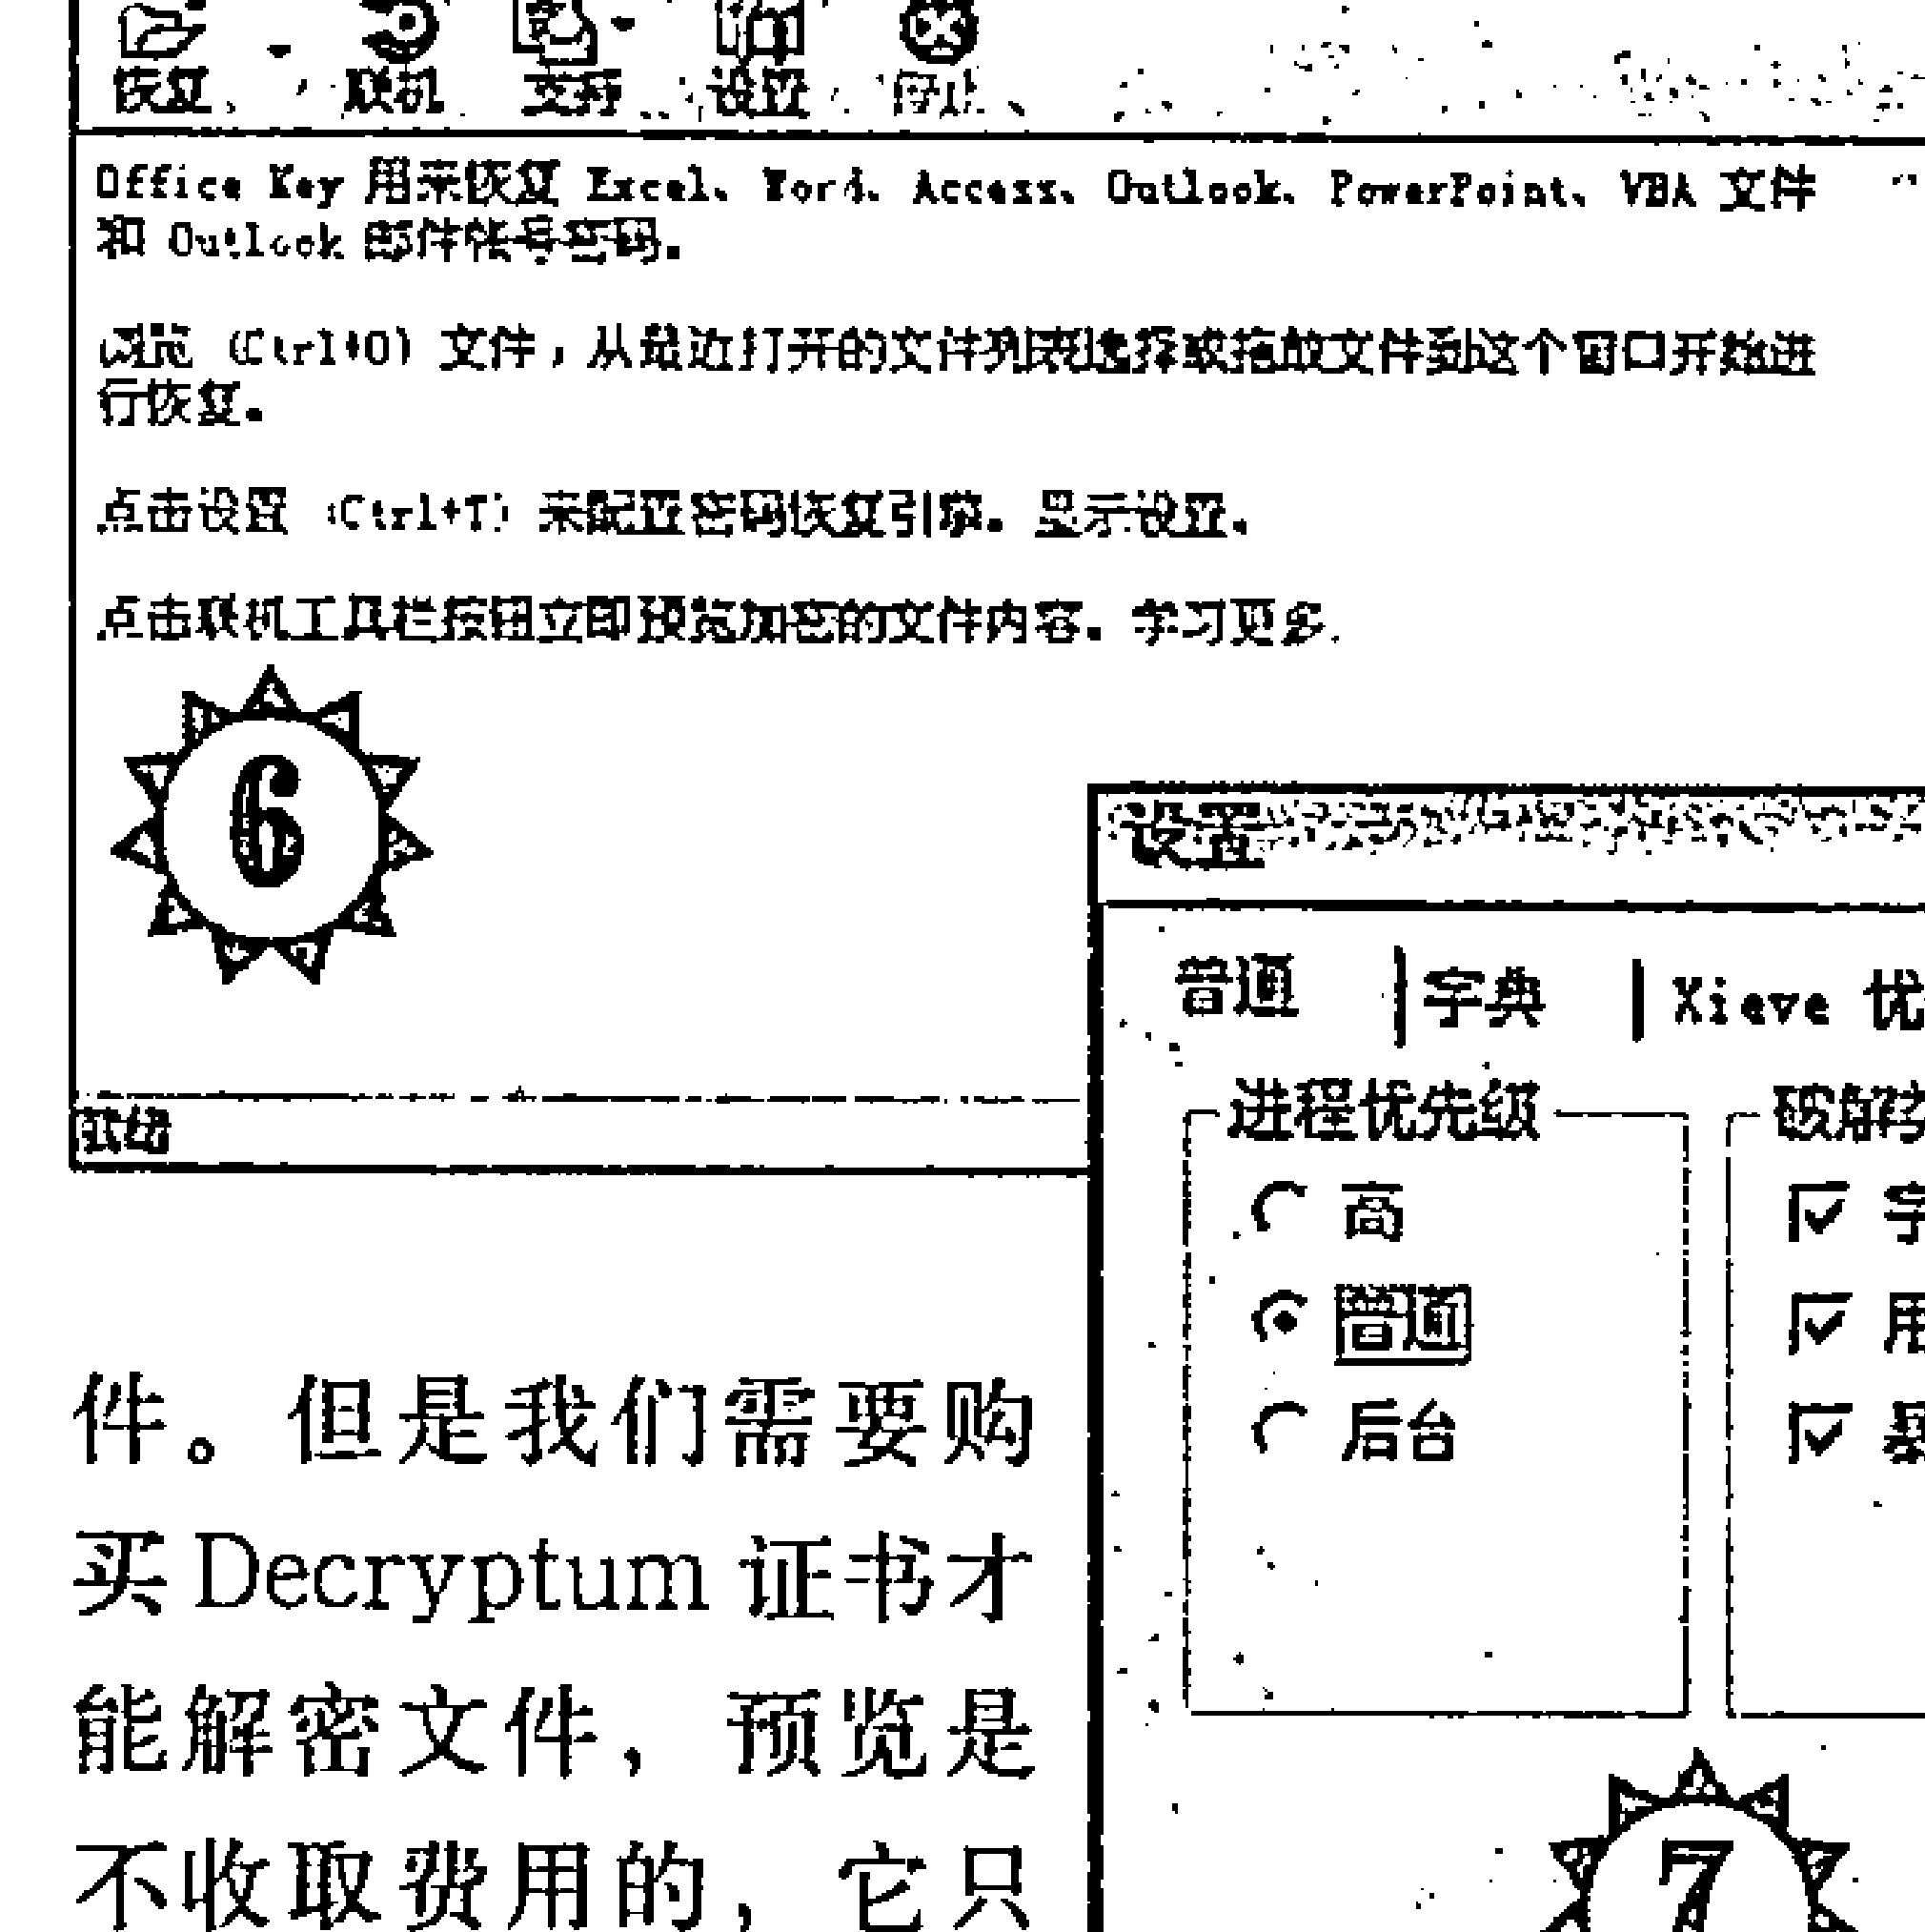 恢复 联机 支持 设置 停止
Office Key 用来恢复 Excel、Word、Access、Outlook、PowerPoint、VBA 文件
和 Outlook 邮件帐号密码。
浏览 (Ctrl+O) 文件，从最近打开的文件列表选择或拖放文件到这个窗口开始进
行恢复。
点击设置 (Ctrl+T) 来配置密码恢复引擎。显示设置、
点击联机工具栏按钮立即预览加密的文件内容。学习更多.
6
就绪
设置
普通 字典 Xieve 优
进程优先级
高
普通
后台
破解
字
用
暴
7
件。但是我们需要购
买 Decryptum 证书才
能解密文件，预览是
不收取费用的，它只